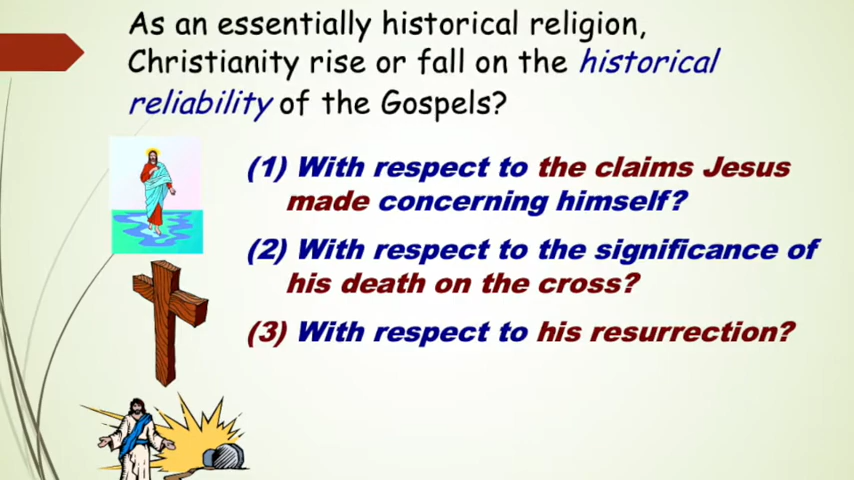 As an essentially historical religion,
Christianity rise or fall on the historical
reliability of the Gospels?
(1) With respect to the claims Jesus
made concerning himself?
(2) With respect to the significance of
his death on the cross?
(3) With respect to his resurrection?